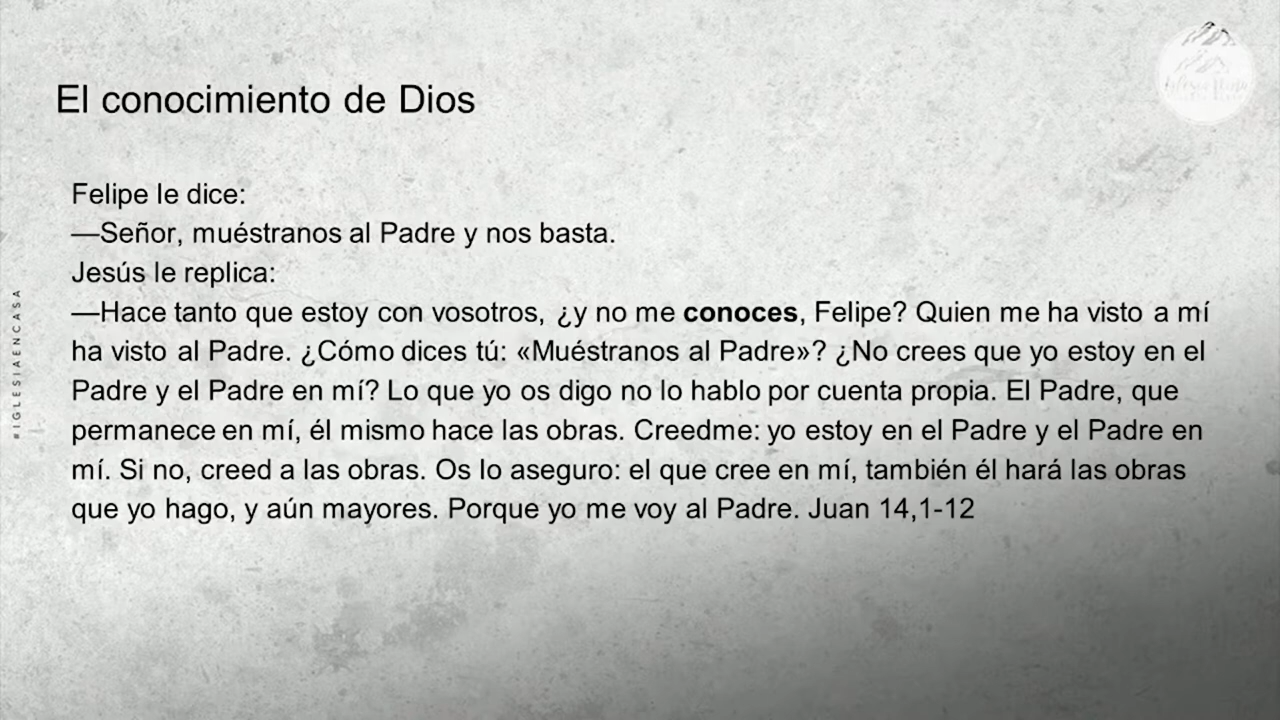 El conocimiento de Dios
Felipe le dice:
—Señor, muéstranos al Padre y nos basta.
Jesús le replica:
—Hace tanto que estoy con vosotros, ¿y no me conoces, Felipe? Quien me ha visto a mí
ha visto al Padre. ¿Cómo dices tú: «Muéstranos al Padre»? ¿No crees que yo estoy en el
Padre y el Padre en mí? Lo que yo os digo no lo hablo por cuenta propia. El Padre, que
permanece en mí, él mismo hace las obras. Creedme: yo estoy en el Padre y el Padre en
mí. Si no, creed a las obras. Os lo aseguro: el que cree en mí, también él hará las obras
que yo hago, y aún mayores. Porque yo me voy al Padre. Juan 14,1-12
#IGLESIAENCASA